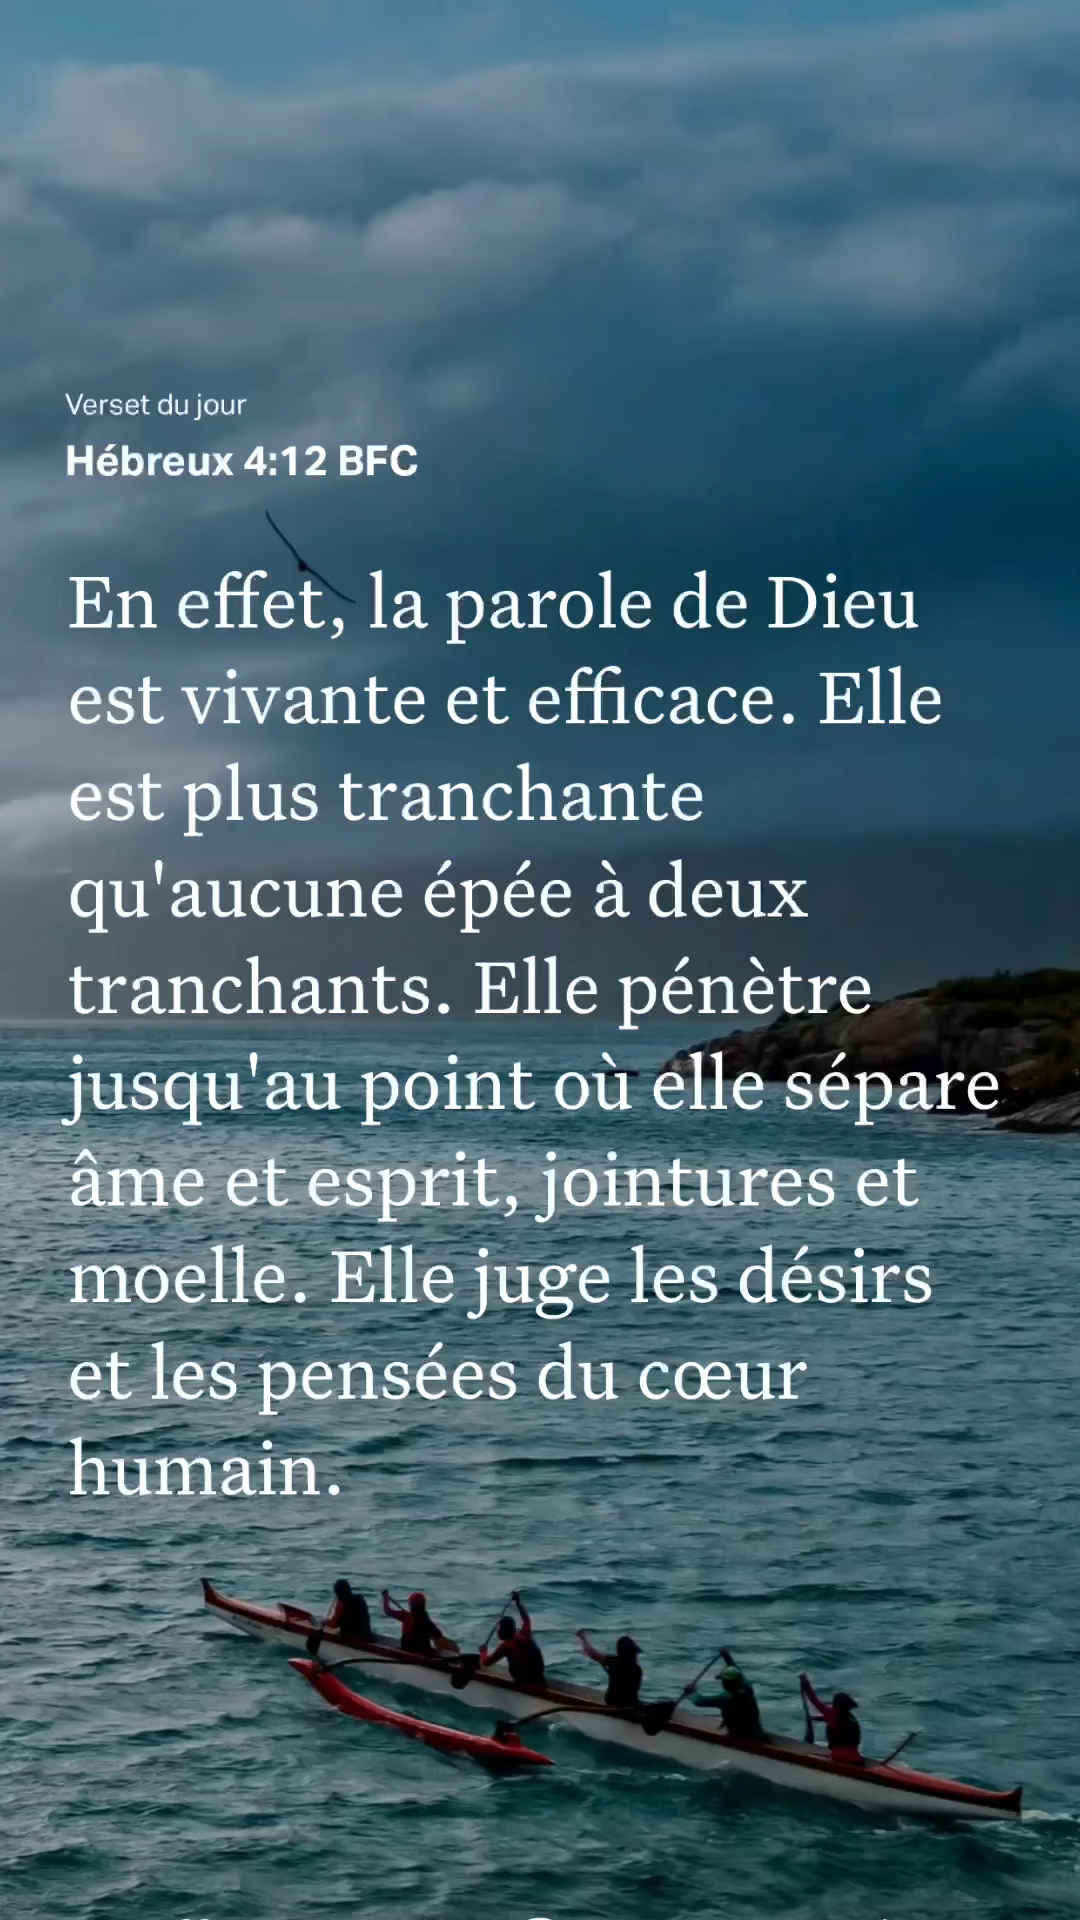 Verset du jour
Hébreux 4:12 BFC
En effet, la parole de Dieu
est vivante et efficace. Elle
est plus tranchante
qu'aucune épée à deux
tranchants. Elle pénètre
jusqu'au point où elle sépare
âme et esprit, jointures et
moelle. Elle juge les désirs
et les pensées du cœur
humain.